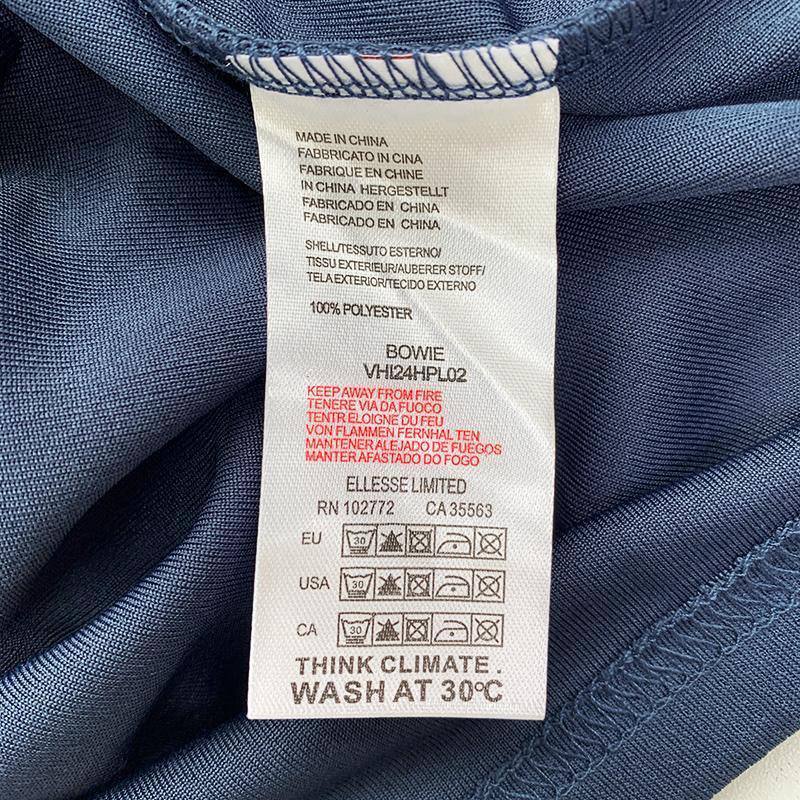 MADE IN CHINA
FABBRICATO IN CINA
FABRIQUE EN CHINE
IN CHINA HERGESTELLT
FABRICADO EN CHINA
FABRICADO EN CHINA
SHELL/TESSUTO ESTERNO/
TISSU EXTERIEUR/AUBERER STOFF/
TELA EXTERIOR/TECIDO EXTERNO
100% POLYESTER
BOWIE
VHI24HPL02
KEEP AWAY FROM FIRE
TENERE VIA DA FUOCO
TENTR ELOIGNE DU FEU
VON FLAMMEN FERNHAL TEN
MANTENER ALEJADO DE FUEGOS
MANTER AFASTADO DO FOGO
ELLESSE LIMITED
RN 102772 CA 35563
EU 30
USA 30
CA 30
THINK CLIMATE .
WASH AT 30ºC